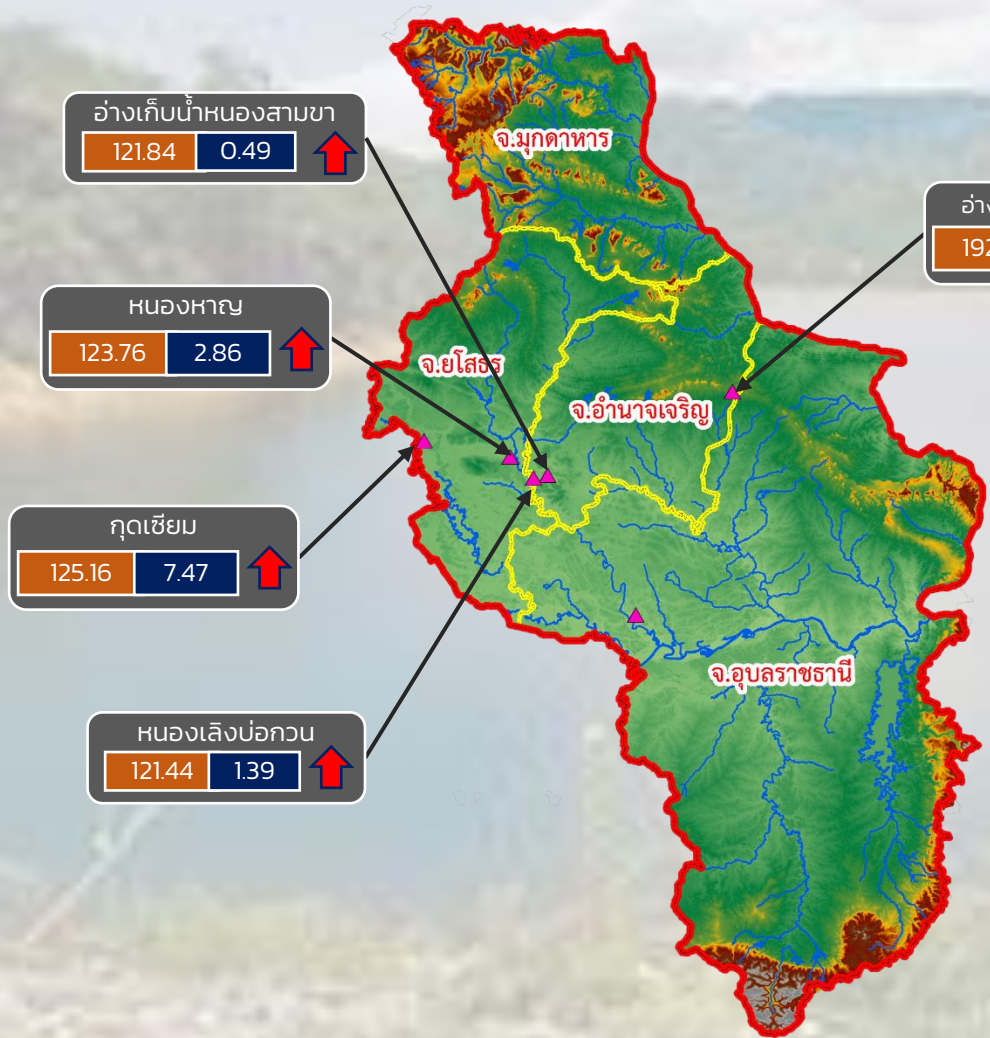 อ่างเก็บน้ำหนองสามขา
121.84 0.49
จ.มุกดาหาร
192
หนองหาญ
123.76 2.86
จ.ยโสธร
จ.อำนาจเจริญ
กุดเซียม
125.16 7.47
จ.อุบลราชธานี
หนองเลิงบ่อกวน
121.44 1.39